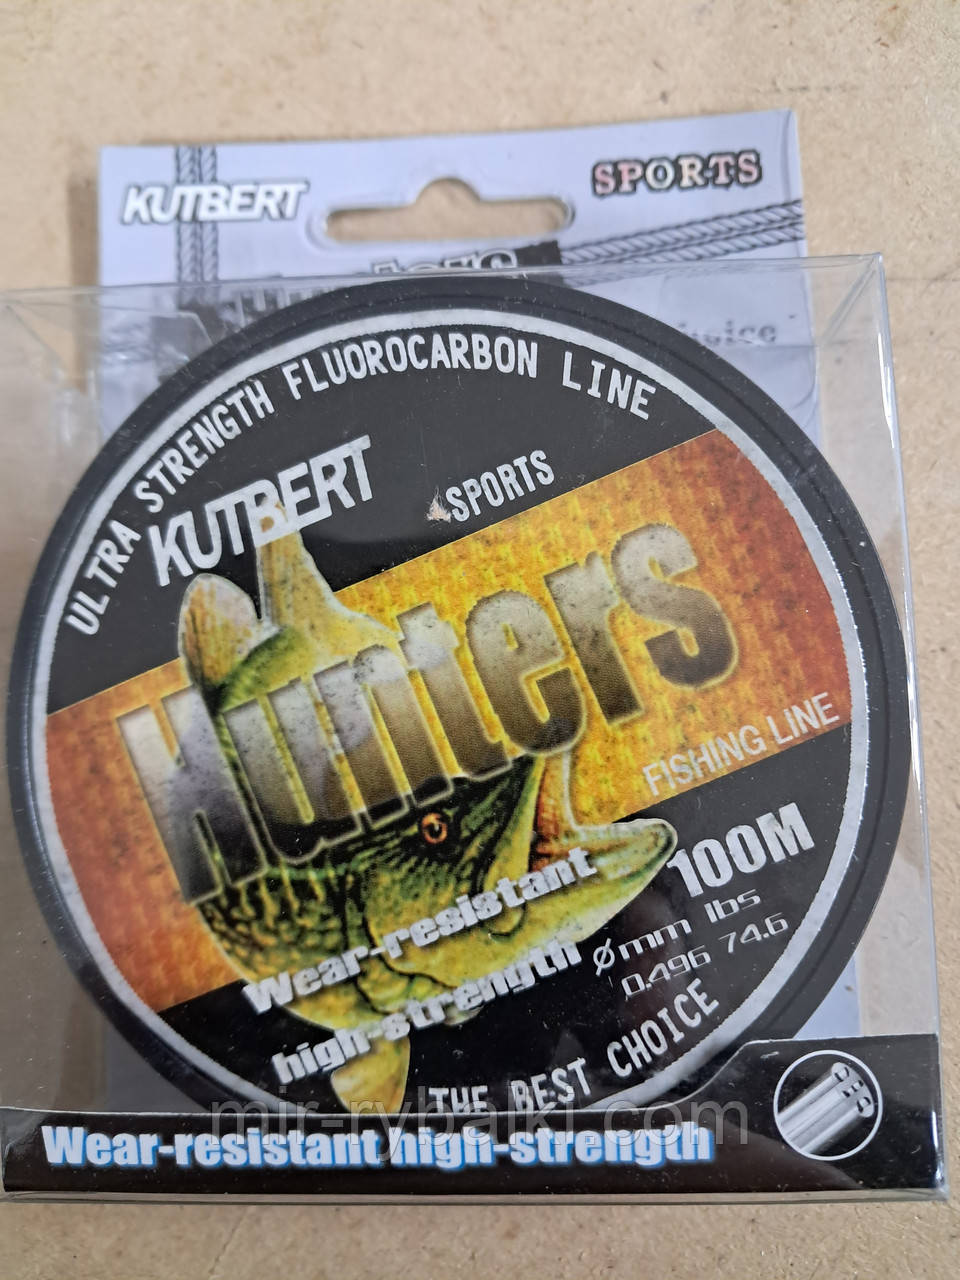 KUTBERT
SPORTS
ULTRA STRENGTH FLUOROCARBON LINE
KUTBERT
SPORTS
Hunters
FISHING LINE
100M
Wear-resistant
high-strength
Ømm lbs
0.496 74.6
THE BEST CHOICE
Wear-resistant high-strength
mir-rybalki.com